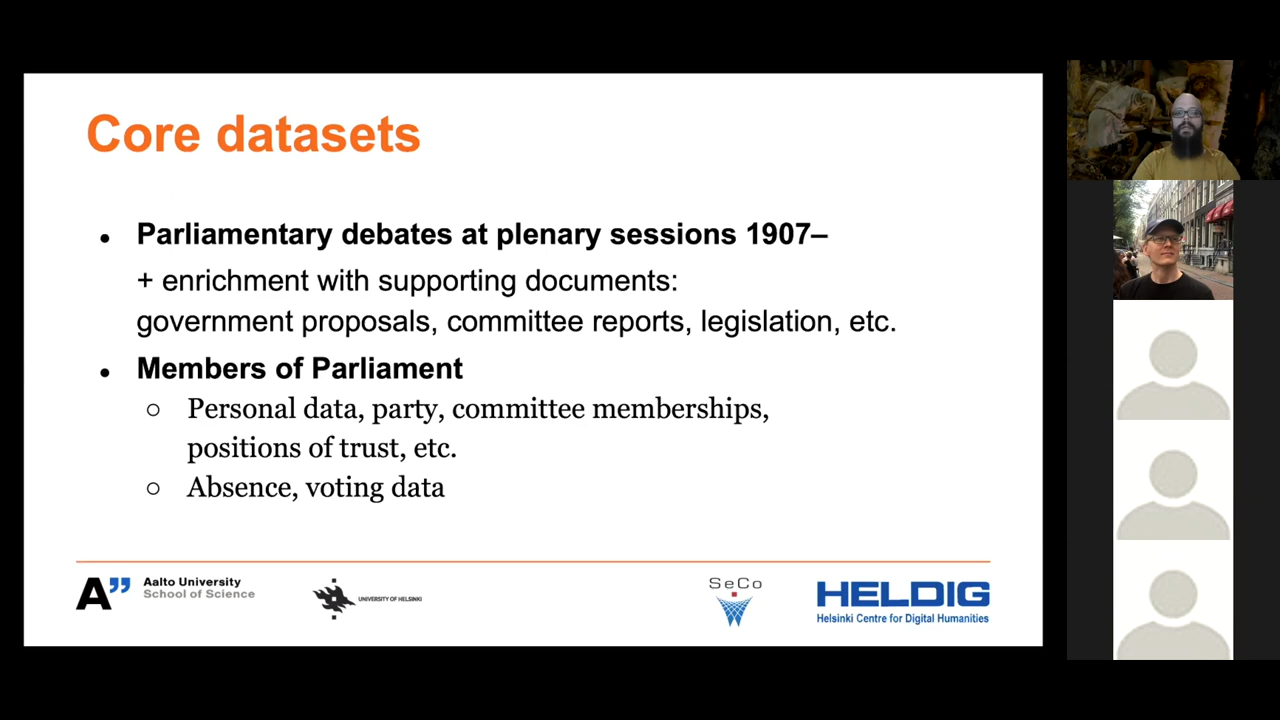 Core datasets
● Parliamentary debates at plenary sessions 1907–
+ enrichment with supporting documents:
government proposals, committee reports, legislation, etc.
● Members of Parliament
○ Personal data, party, committee memberships,
positions of trust, etc.
○ Absence, voting data
A”
Aalto University
School of Science
UNIVERSITY OF HELSINKI
SeCo
HELDIG
Helsinki Centre for Digital Humanities